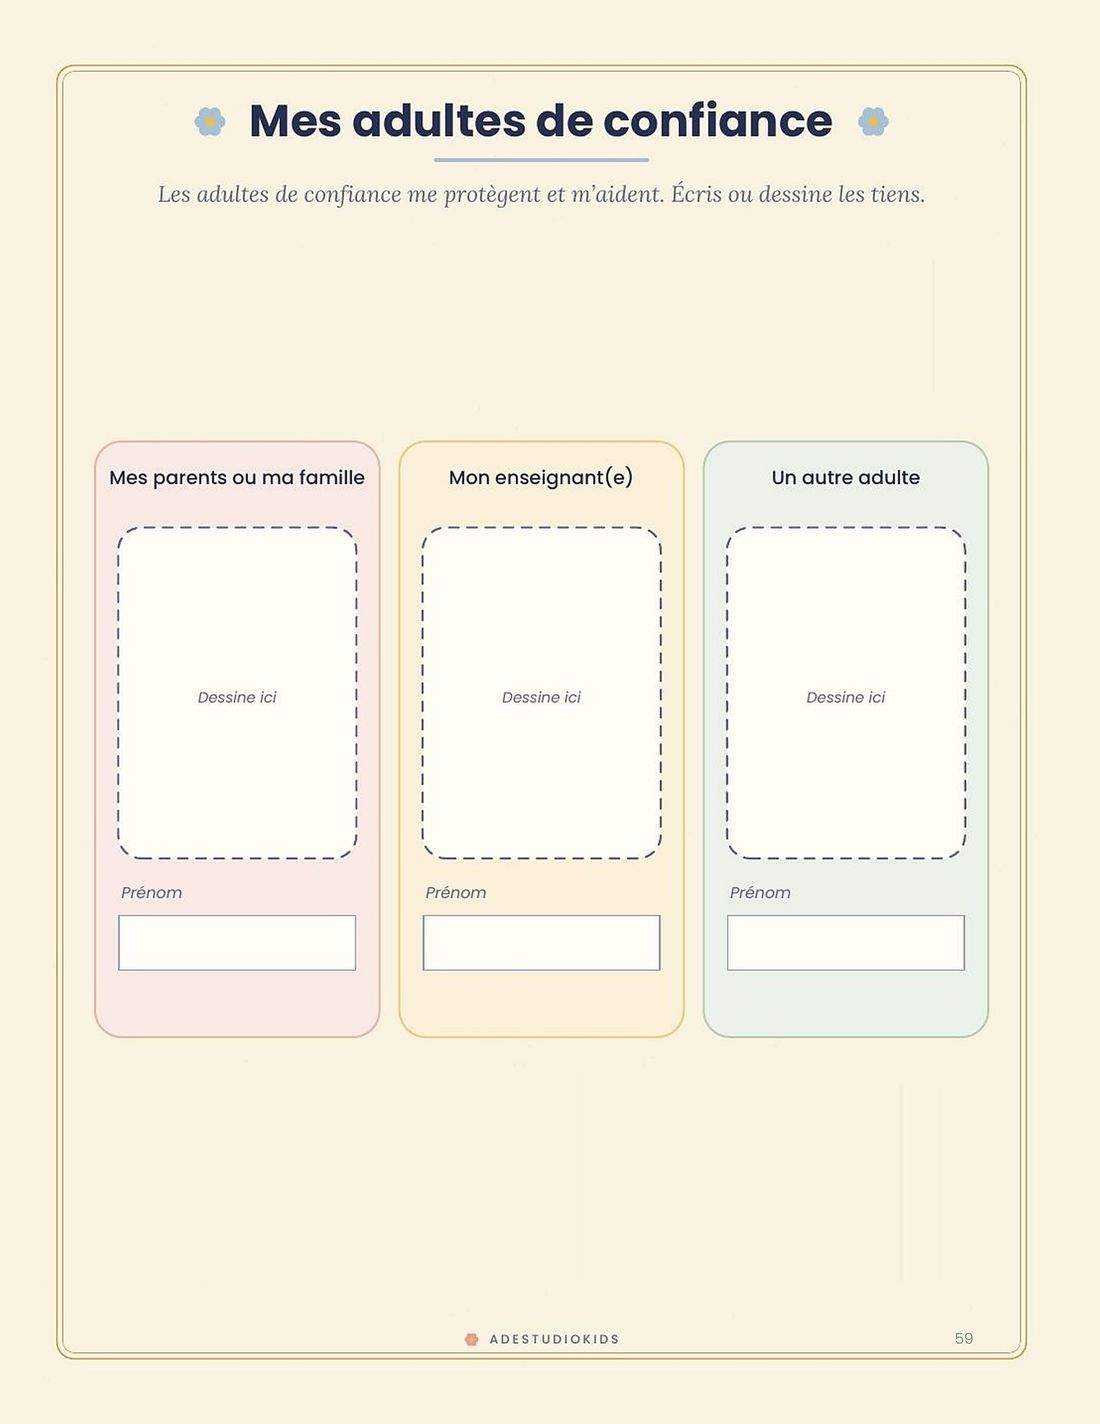 Mes adultes de confiance
Les adultes de confiance me protègent et m’aident. Écris ou dessine les tiens.
Mes parents ou ma famille
Dessine ici
Prénom
Mon enseignant(e)
Dessine ici
Prénom
Un autre adulte
Dessine ici
Prénom
ADESTUDIOKIDS
59